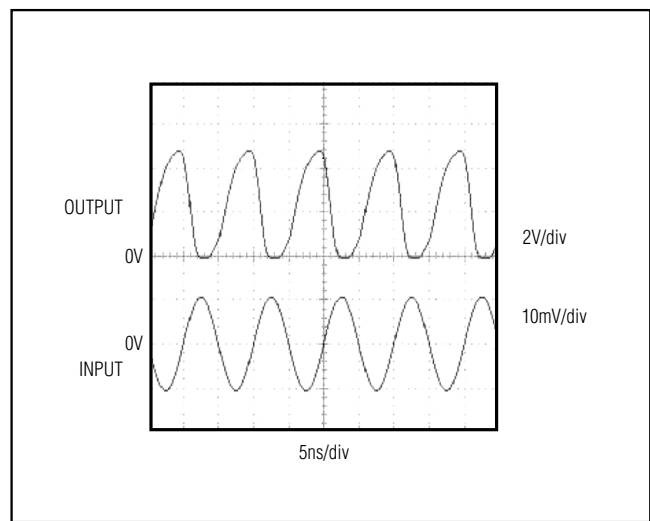 OUTPUT
0V
2V/div
10mV/div
0V
INPUT
5ns/div